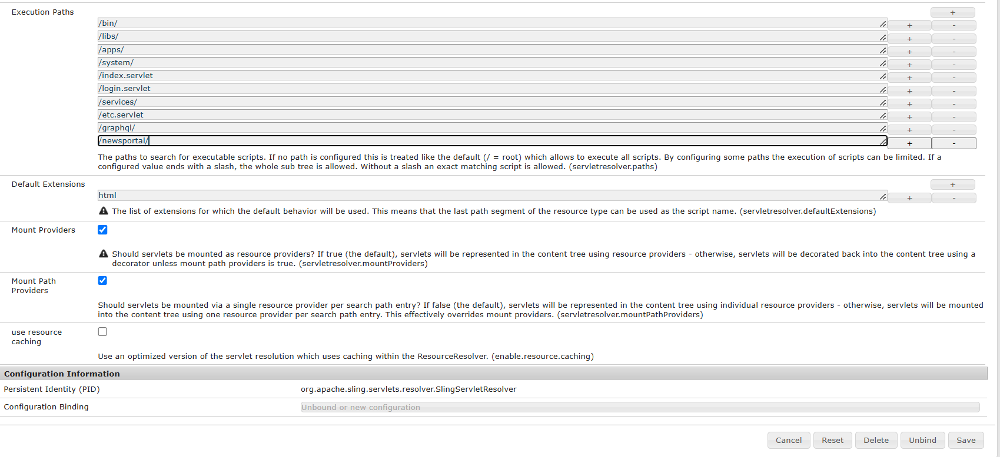 Execution Paths
+
/bin/
+ -
/libs/
+ -
/apps/
+ -
/system/
+ -
/index.servlet
+ -
/login.servlet
+ -
/services/
+ -
/etc.servlet
+ -
/graphql/
+ -
/newsportal/
+ -
The paths to search for executable scripts. If no path is configured this is treated like the default (/ = root) which allows to execute all scripts. By configuring some paths the execution of scripts can be limited. If a
configured value ends with a slash, the whole sub tree is allowed. Without a slash an exact matching script is allowed. (servletresolver.paths)
Default Extensions
+
html
+ -
The list of extensions for which the default behavior will be used. This means that the last path segment of the resource type can be used as the script name. (servletresolver.defaultExtensions)
Mount Providers
Should servlets be mounted as resource providers? If true (the default), servlets will be represented in the content tree using resource providers - otherwise, servlets will be decorated back into the content tree using a
decorator unless mount path providers is true. (servletresolver.mountProviders)
Mount Path
Providers
Should servlets be mounted via a single resource provider per search path entry? If false (the default), servlets will be represented in the content tree using individual resource providers - otherwise, servlets will be mounted
into the content tree using one resource provider per search path entry. This effectively overrides mount providers. (servletresolver.mountPathProviders)
use resource
caching
Use an optimized version of the servlet resolution which uses caching within the ResourceResolver. (enable.resource.caching)
Configuration Information
Persistent Identity (PID) org.apache.sling.servlets.resolver.SlingServletResolver
Configuration Binding Unbound or new configuration
Cancel Reset Delete Unbind Save